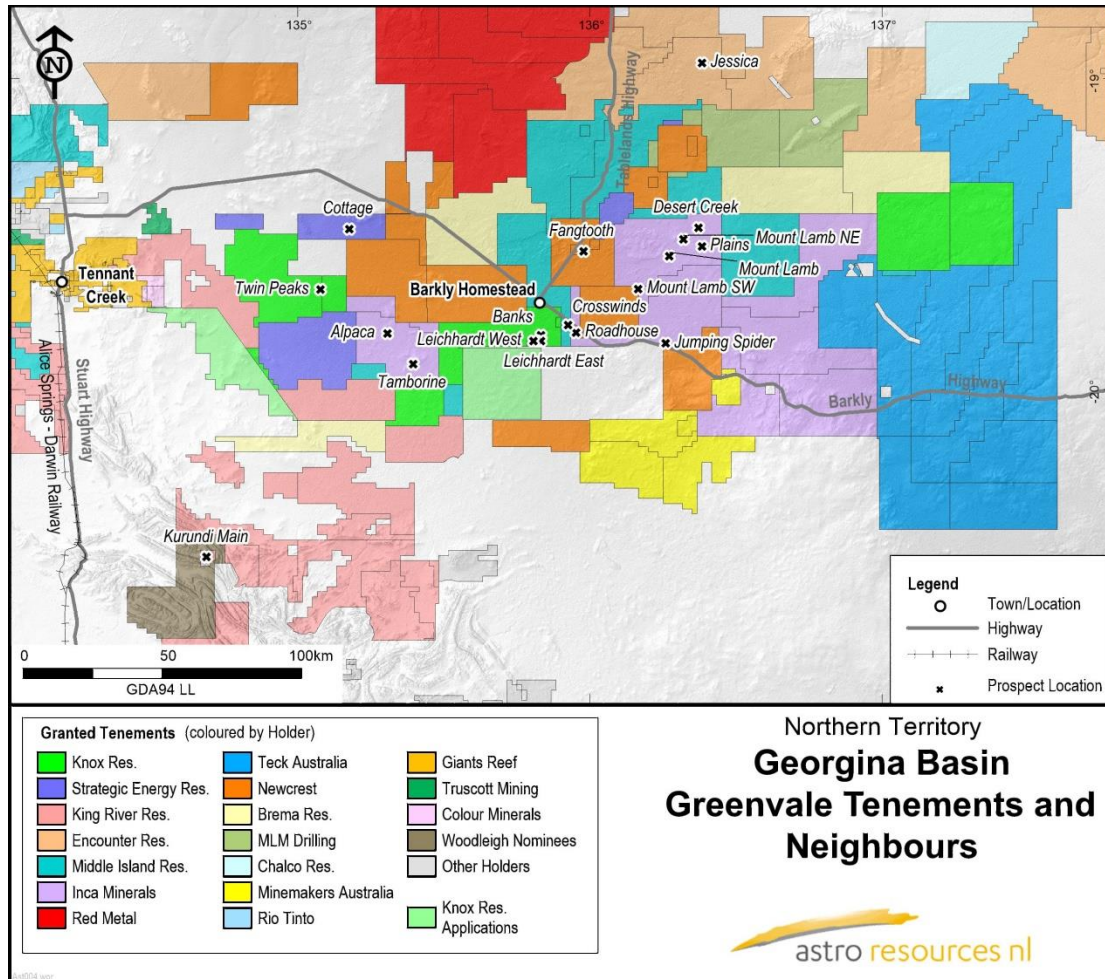 135°
136°
137°
N
-19°
Jessica
Tablelands Highway
Cottage
Desert Creek
Fangtooth
Mount Lamb NE
Plains
Mount Lamb
Tennant
Creek
Twin Peaks
Barkly Homestead
Mount Lamb SW
Banks
Crosswinds
Alpaca
Leichhardt West
Roadhouse
Jumping Spider
Leichhardt East
Tamborine
Barkly
Highway
-20°
Alice Springs - Darwin Railway
Stuart Highway
Kurundi Main
0 50 100km
GDA94 LL
Legend
Town/Location
Highway
Railway
Prospect Location
Granted Tenements (coloured by Holder)
Knox Res.
Strategic Energy Res.
King River Res.
Encounter Res.
Middle Island Res.
Inca Minerals
Red Metal
Teck Australia
Newcrest
Brema Res.
MLM Drilling
Chalco Res.
Minemakers Australia
Rio Tinto
Giants Reef
Truscott Mining
Colour Minerals
Woodleigh Nominees
Other Holders
Knox Res.
Applications
Northern Territory
Georgina Basin
Greenvale Tenements and
Neighbours
astro resources nl